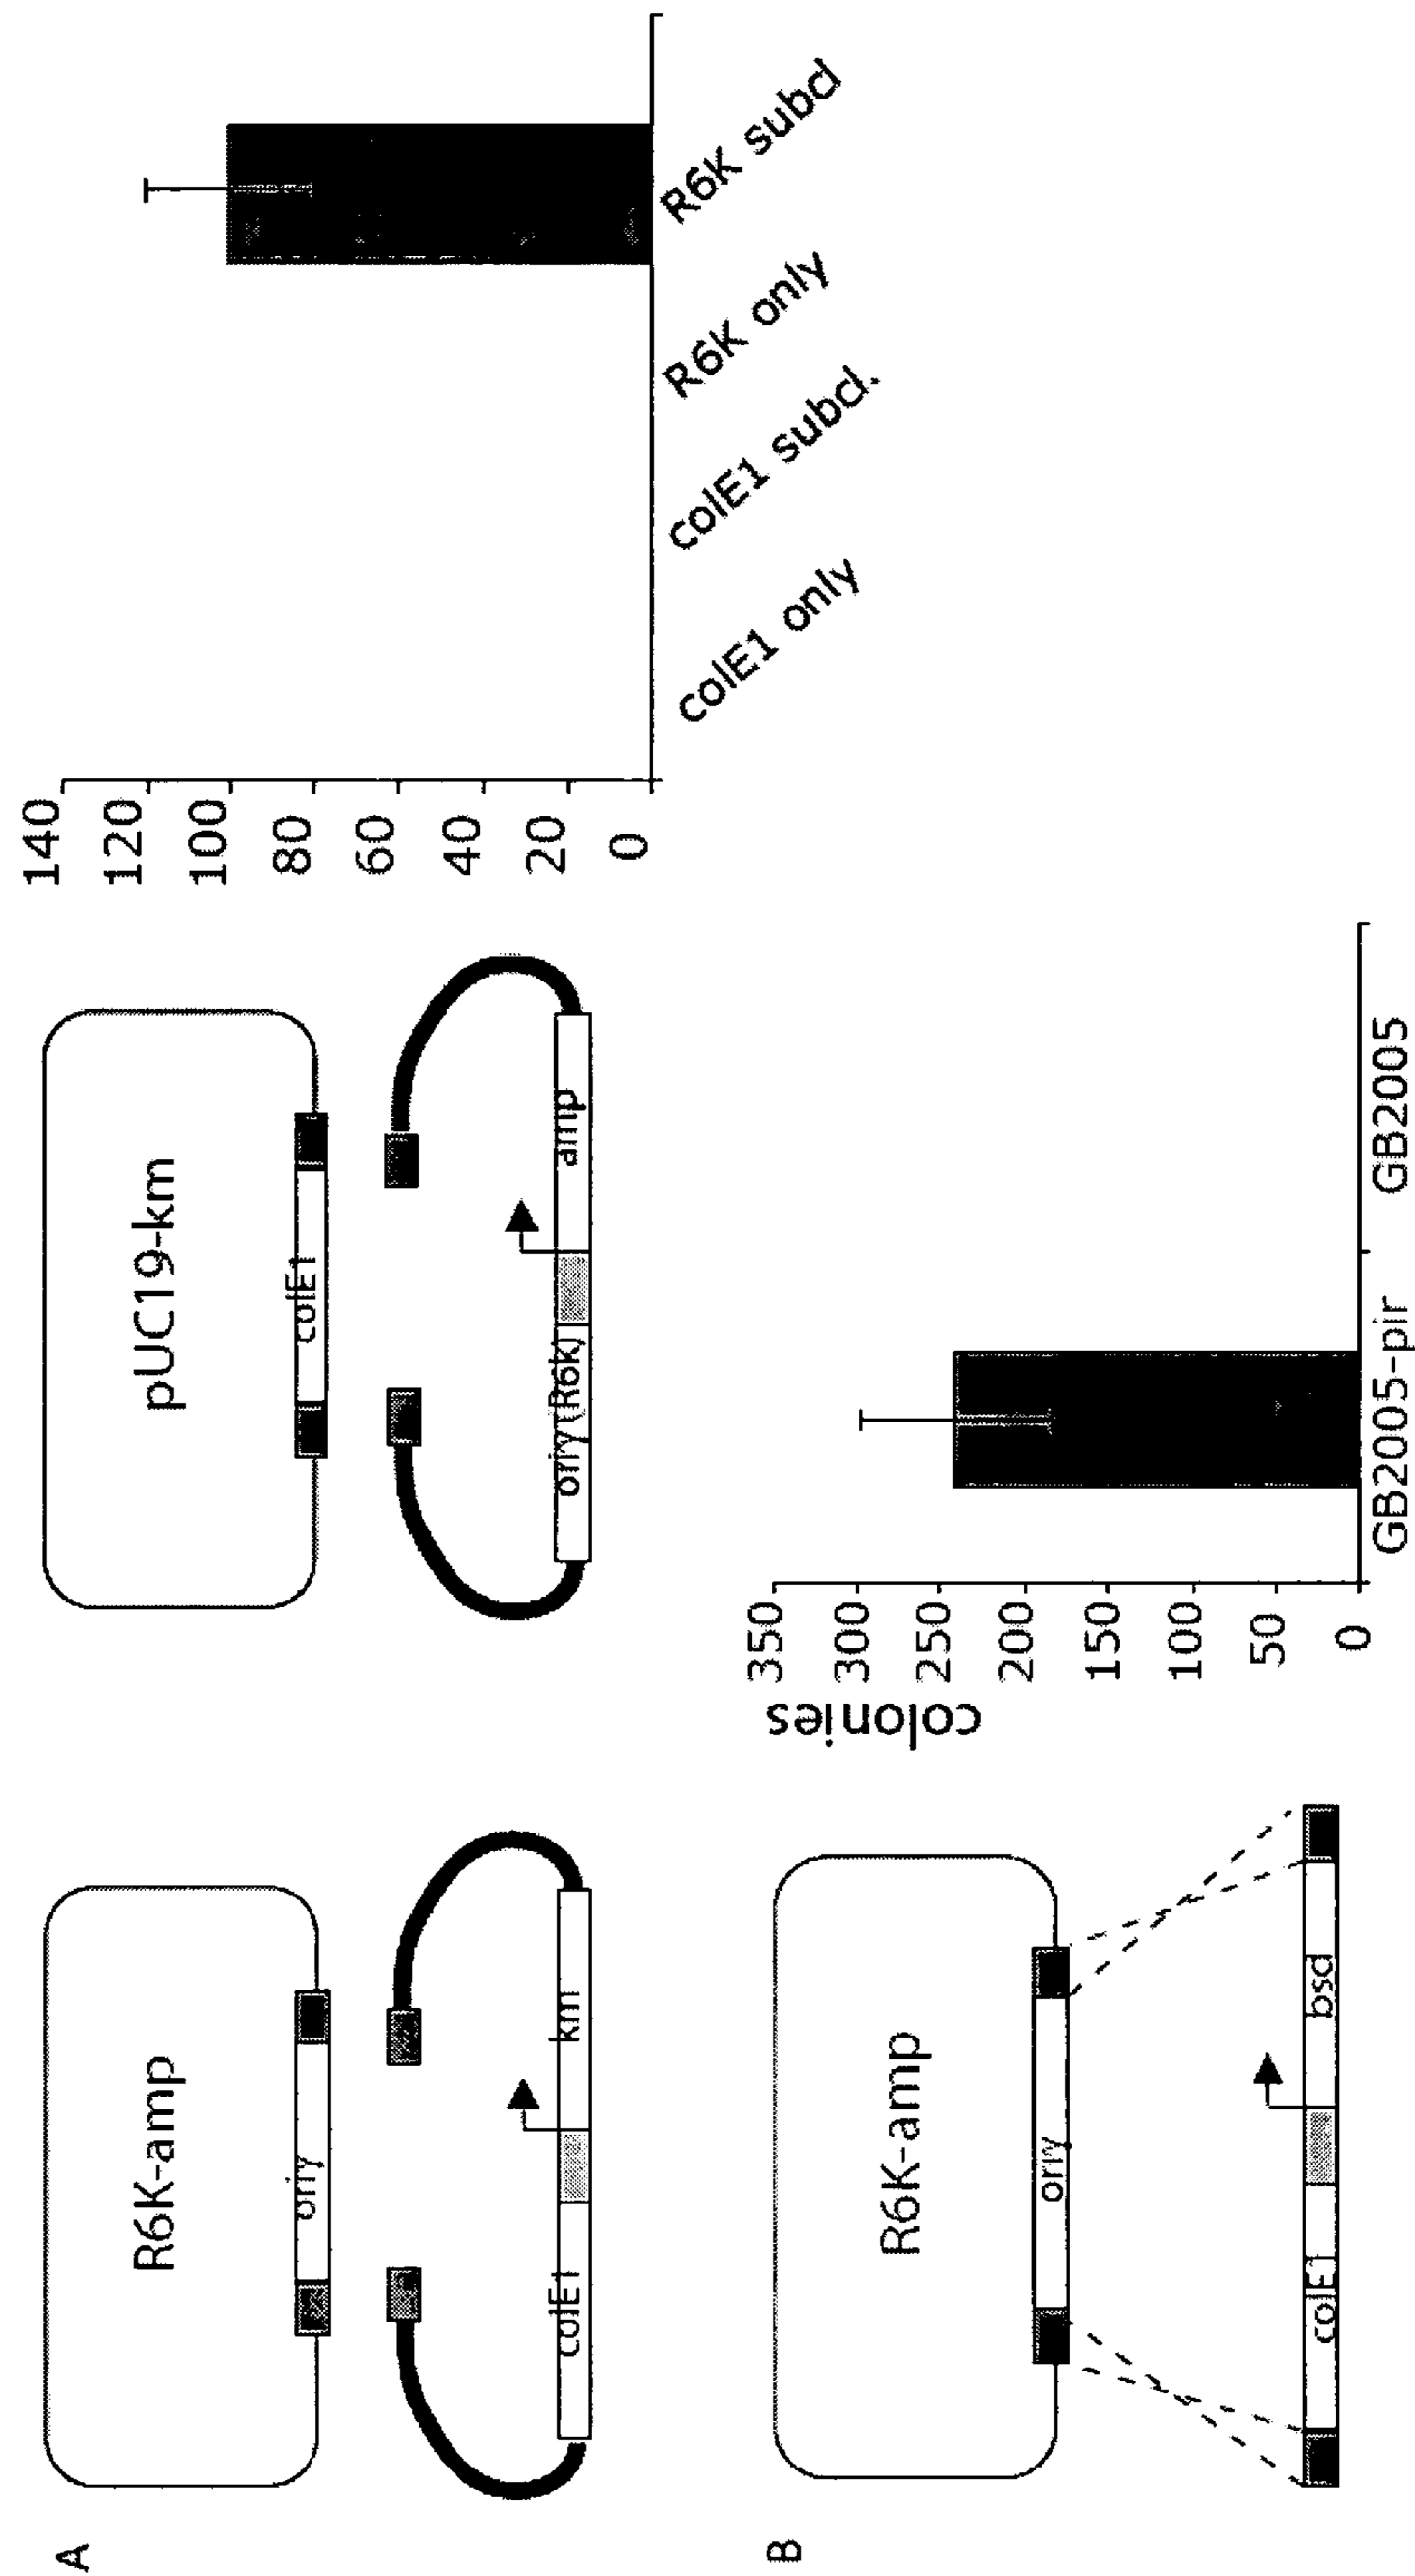 A
R6K-amp
oriγ
colE1
km
pUC19-km
colE1
oriγ (R6k)
amp
140
120
100
80
60
40
20
0
colE1 only
colE1 subcl.
R6K only
R6K subcl
B
R6K-amp
oriγ
colE1
bsd
colonies
350
300
250
200
150
100
50
0
GB2005-pir
GB2005